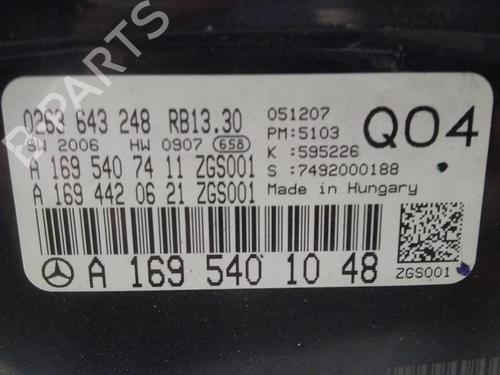 B PARTS
0263 643 248 RB13.30
SW 2006 HW 0907 658
A 169 540 74 11 ZGS001
A 169 442 06 21 ZGS001
051207
PM:5103
K :595226
S :7492000188
Q04
Made in Hungary
A 169 540 10 48
ZGS001